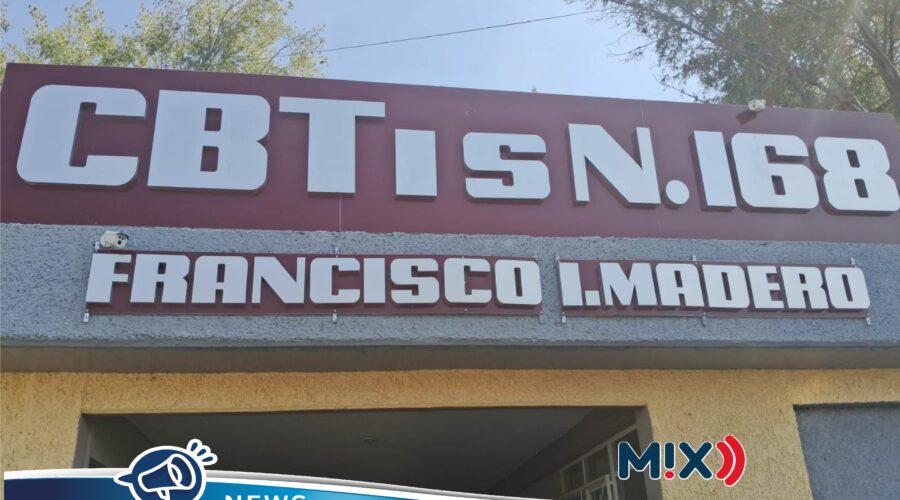 CBTis N.168
FRANCISCO I.MADERO
M!X
NEWS